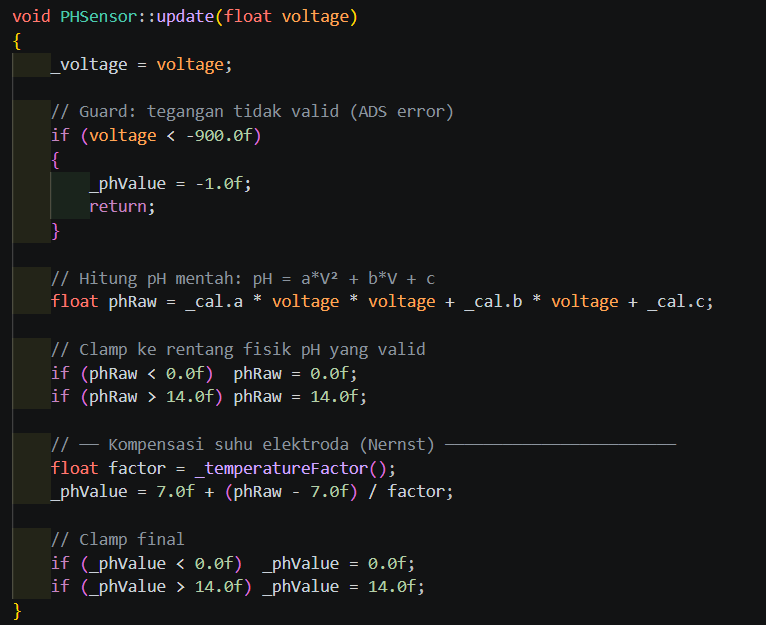 void PHSensor::update(float voltage)
{
    _voltage = voltage;

    // Guard: tegangan tidak valid (ADS error)
    if (voltage < -900.0f)
    {
        _phValue = -1.0f;
        return;
    }

    // Hitung pH mentah: pH = a*V² + b*V + c
    float phRaw = _cal.a * voltage * voltage + _cal.b * voltage + _cal.c;

    // Clamp ke rentang fisik pH yang valid
    if (phRaw < 0.0f)  phRaw = 0.0f;
    if (phRaw > 14.0f) phRaw = 14.0f;

    // —— Kompensasi suhu elektroda (Nernst) ————————————————————————
    float factor = _temperatureFactor();
    _phValue = 7.0f + (phRaw - 7.0f) / factor;

    // Clamp final
    if (_phValue < 0.0f)  _phValue = 0.0f;
    if (_phValue > 14.0f) _phValue = 14.0f;
}